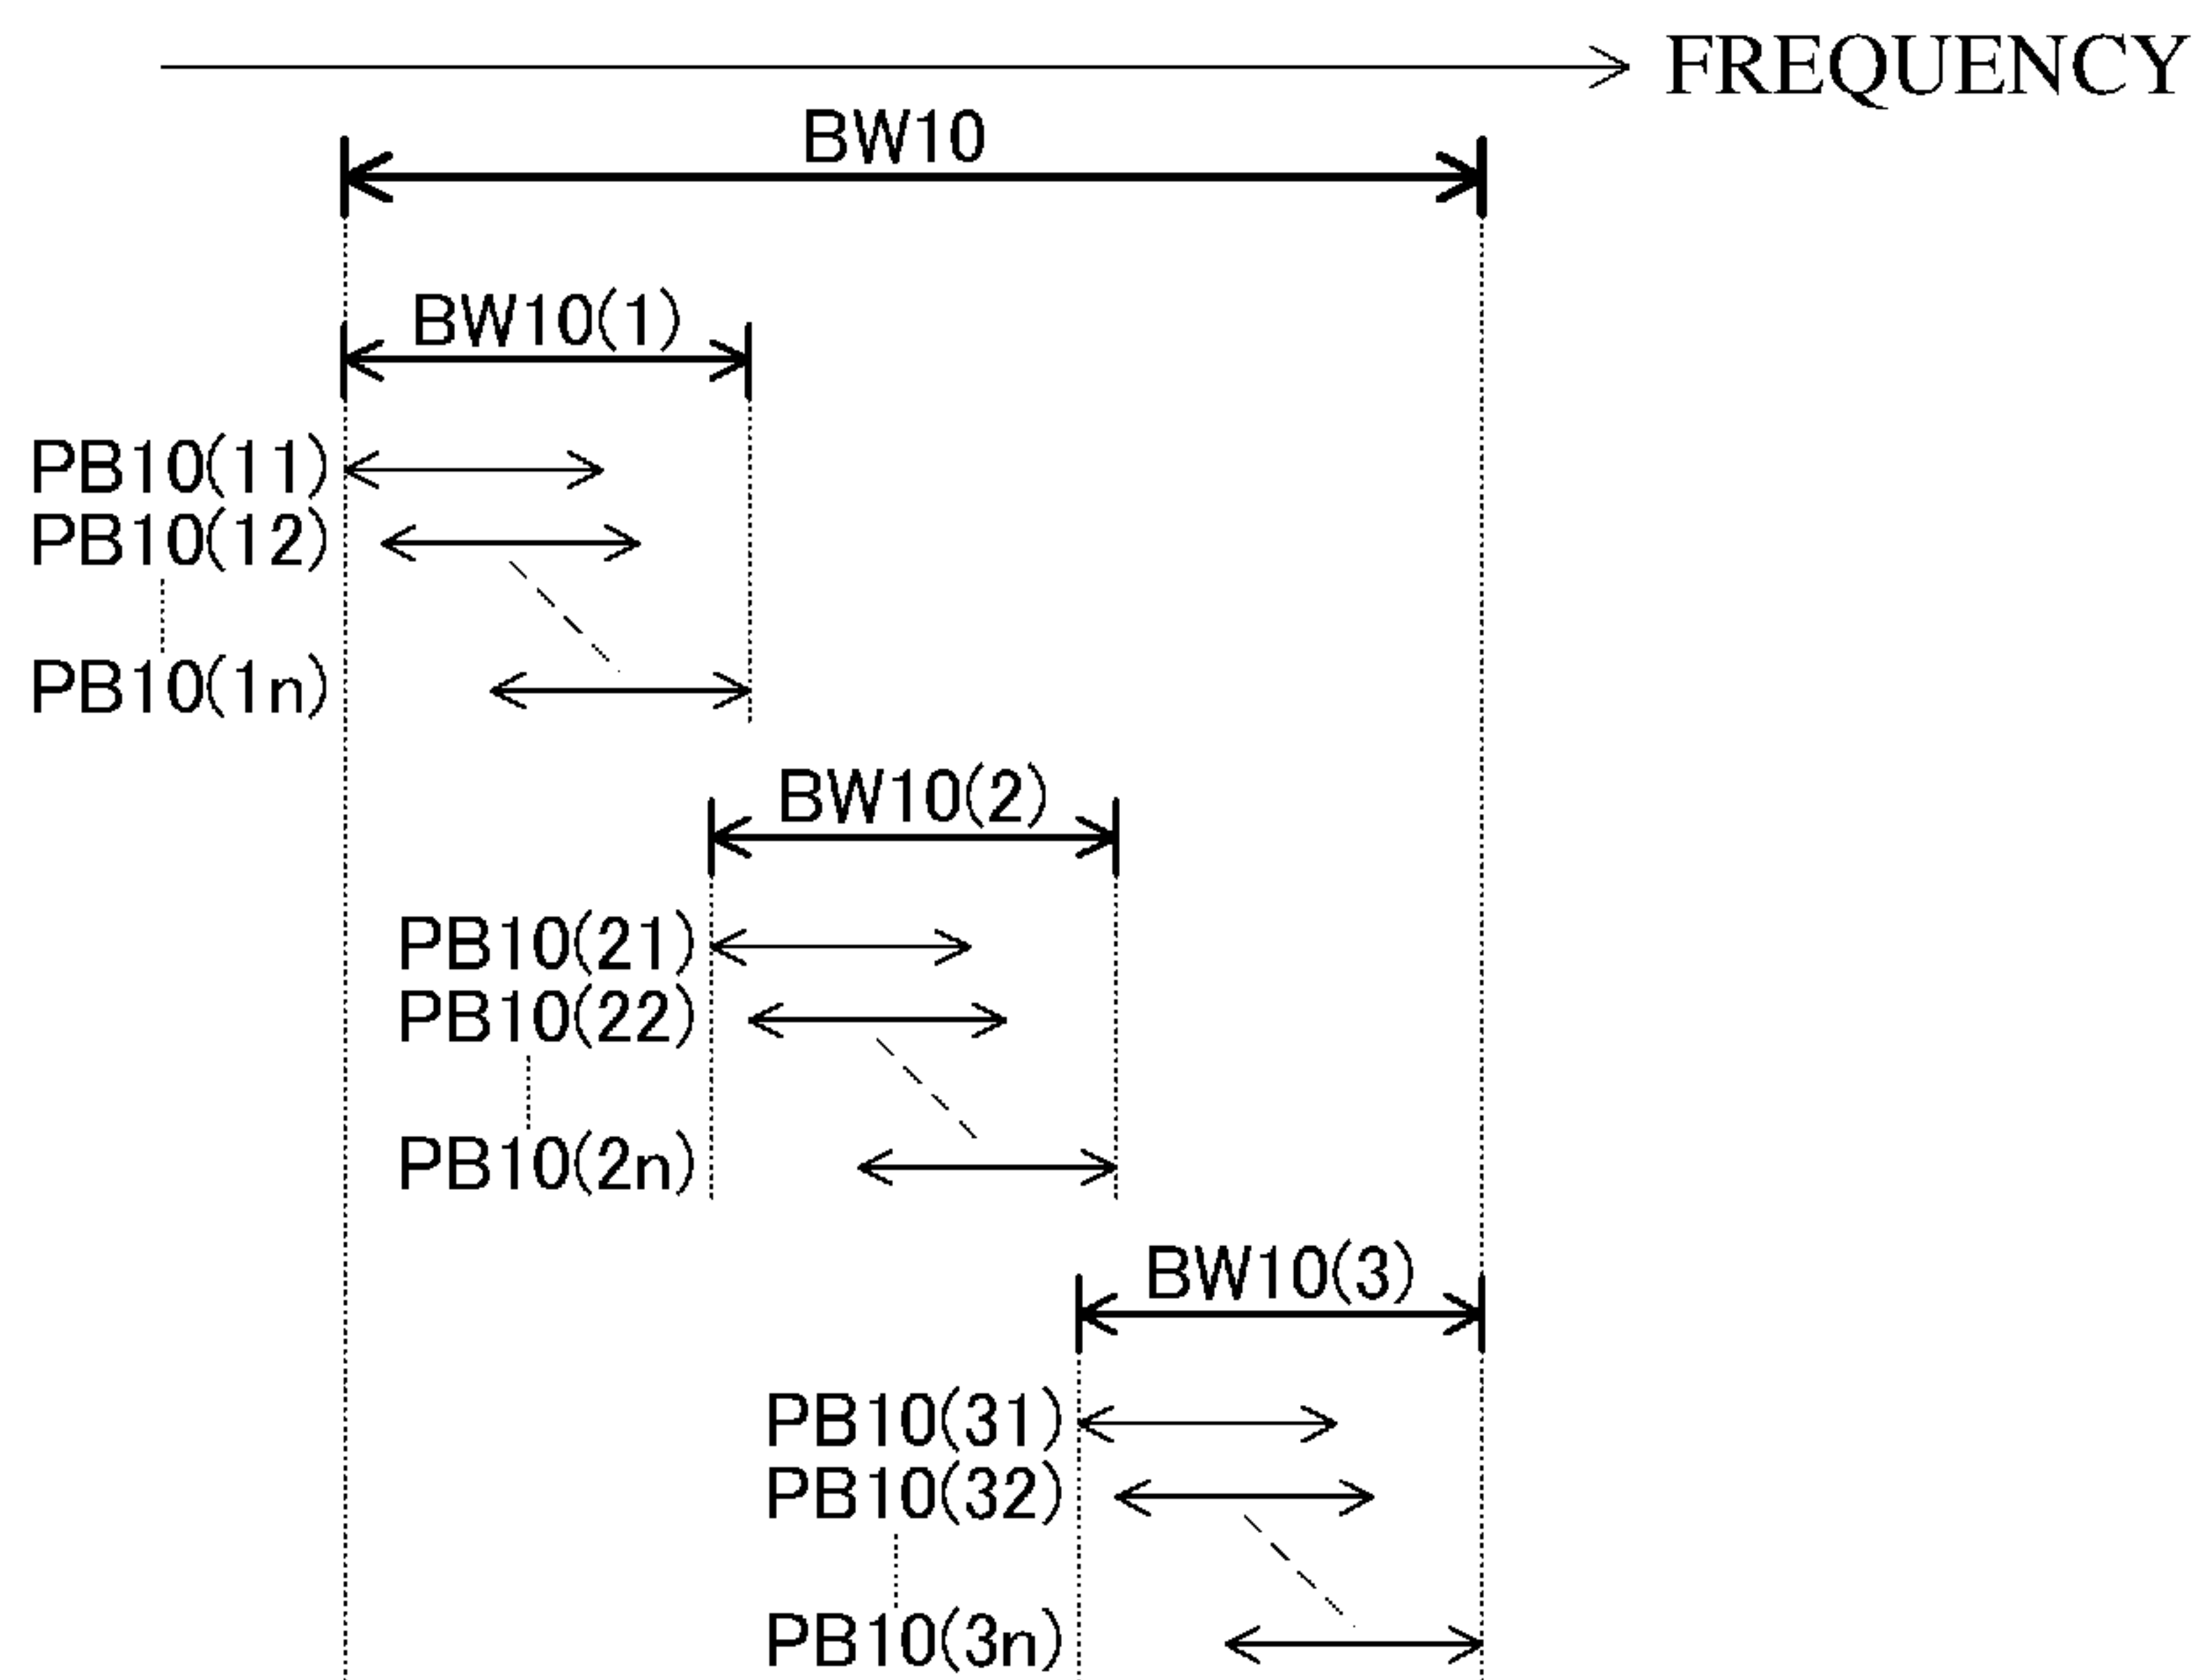 FREQUENCY
BW10
BW10(1)
PB10(11)
PB10(12)
PB10(1n)
BW10(2)
PB10(21)
PB10(22)
PB10(2n)
BW10(3)
PB10(31)
PB10(32)
PB10(3n)